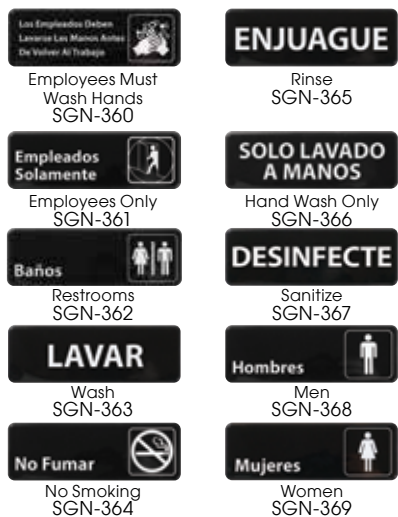 Los Empleados Deben
Lavarse Las Manos Antes
De Volver Al Trabajo
Employees Must
Wash Hands
SGN-360
Empleados
Solamente
Employees Only
SGN-361
Baños
Restrooms
SGN-362
LAVAR
Wash
SGN-363
No Fumar
No Smoking
SGN-364
ENJUAGUE
Rinse
SGN-365
SOLO LAVADO
A MANOS
Hand Wash Only
SGN-366
DESINFECTE
Sanitize
SGN-367
Hombres
Men
SGN-368
Mujeres
Women
SGN-369